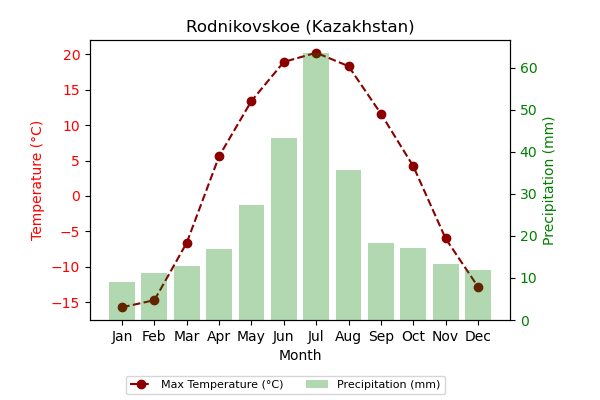 Rodnikovskoe (Kazakhstan)
20
15
10
5
0
−5
−10
−15
Temperature (°C)
60
50
40
30
20
10
0
Precipitation (mm)
Jan Feb Mar Apr May Jun Jul Aug Sep Oct Nov Dec
Month
Max Temperature (°C) Precipitation (mm)